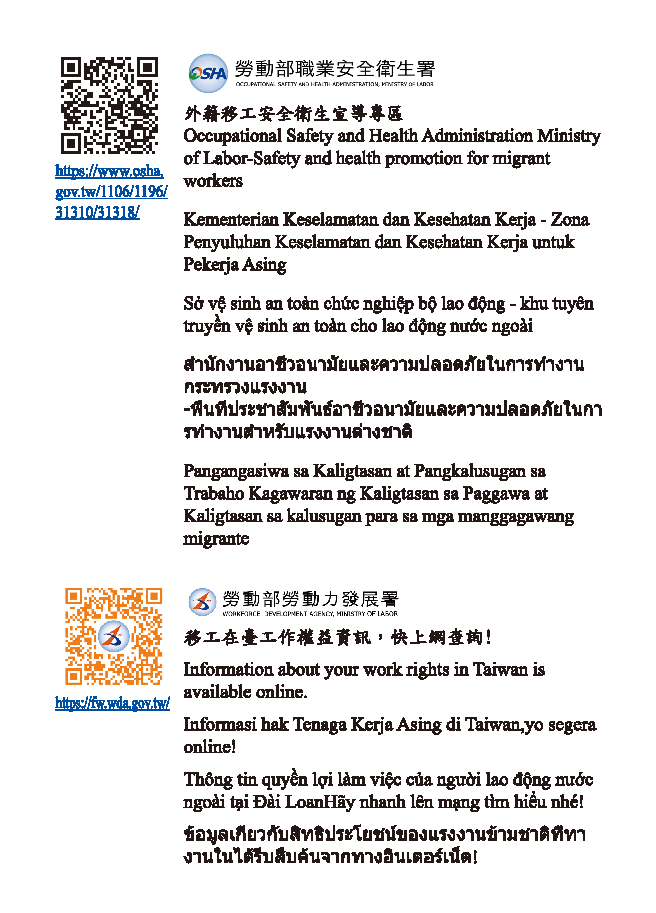 OSHA 勞動部職業安全衛生署
OCCUPATIONAL SAFETY AND HEALTH ADMINISTRATION, MINISTRY OF LABOR
外籍移工安全衛生宣導專區
Occupational Safety and Health Administration Ministry
of Labor-Safety and health promotion for migrant
workers
https://www.osha.
gov.tw/1106/1196/
31310/31318/
Kementerian Keselamatan dan Kesehatan Kerja - Zona
Penyuluhan Keselamatan dan Kesehatan Kerja untuk
Pekerja Asing
Sở vệ sinh an toàn chức nghiệp bộ lao động - khu tuyên
truyền vệ sinh an toàn cho lao động nước ngoài
สำนักงานอาชีวอนามัยและความปลอดภัยในการทำงาน
กระทรวงแรงงาน
-พื้นที่ประชาสัมพันธ์อาชีวอนามัยและความปลอดภัยในกา
รทำงานสำหรับแรงงานต่างชาติ
Pangangasiwa sa Kaligtasan at Pangkalusugan sa
Trabaho Kagawaran ng Kaligtasan sa Paggawa at
Kaligtasan sa kalusugan para sa mga manggagawang
migrante
勞動部勞動力發展署
WORKFORCE DEVELOPMENT AGENCY, MINISTRY OF LABOR
移工在臺工作權益資訊，快上網查詢!
Information about your work rights in Taiwan is
available online.
https://fw.wda.gov.tw/
Informasi hak Tenaga Kerja Asing di Taiwan,yo segera
online!
Thông tin quyền lợi làm việc của người lao động nước
ngoài tại Đài LoanHãy nhanh lên mạng tìm hiểu nhé!
ข้อมูลเกี่ยวกับสิทธิประโยชน์ของแรงงานข้ามชาติที่ทำ
งานในไต้รีบสืบค้นจากทางอินเตอร์เน็ต!